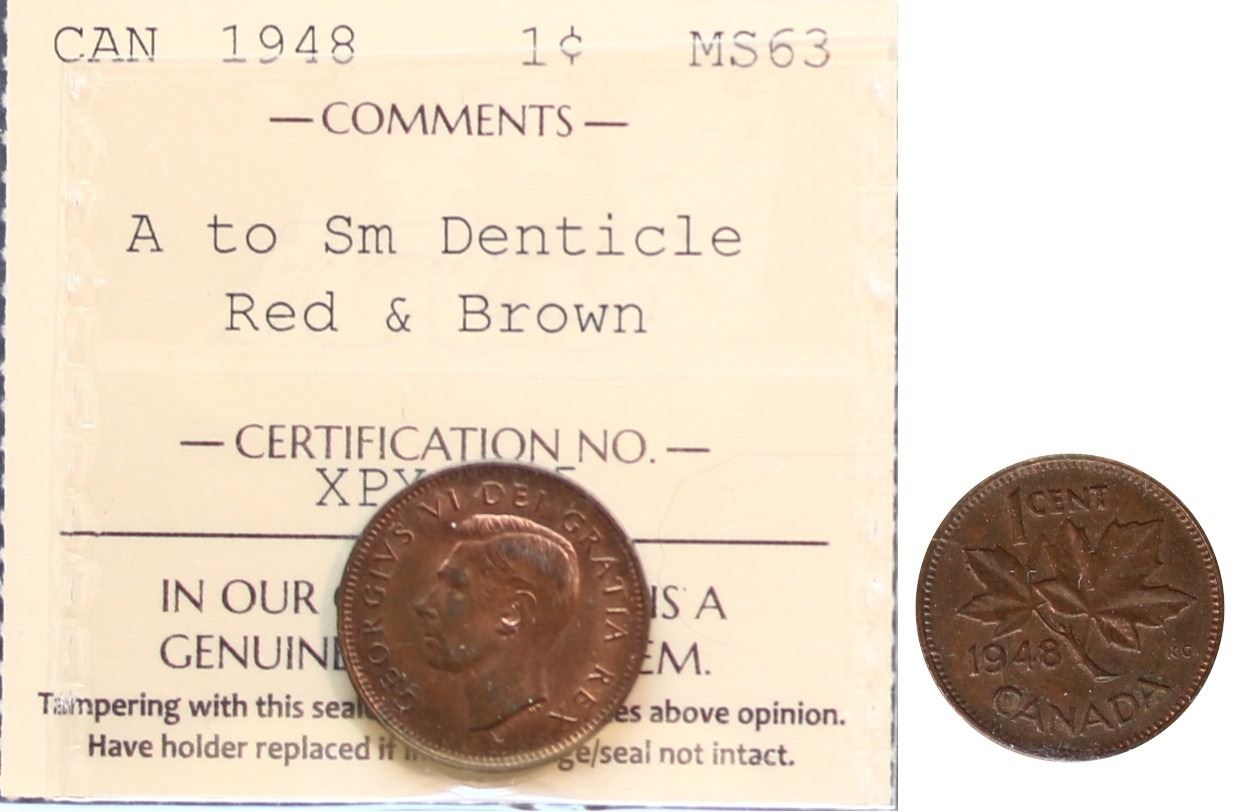 CAN 1948 1¢ MS63
— COMMENTS —
A to Sm Denticle
Red & Brown
— CERTIFICATION NO. —
XPX
IN OUR IS A
GENUINE EM.
Tampering with this seal es above opinion.
Have holder replaced if ge/seal not intact.
GEORGIVS VI DEI GRATIA REX
1 CENT
1948
KG
CANADA